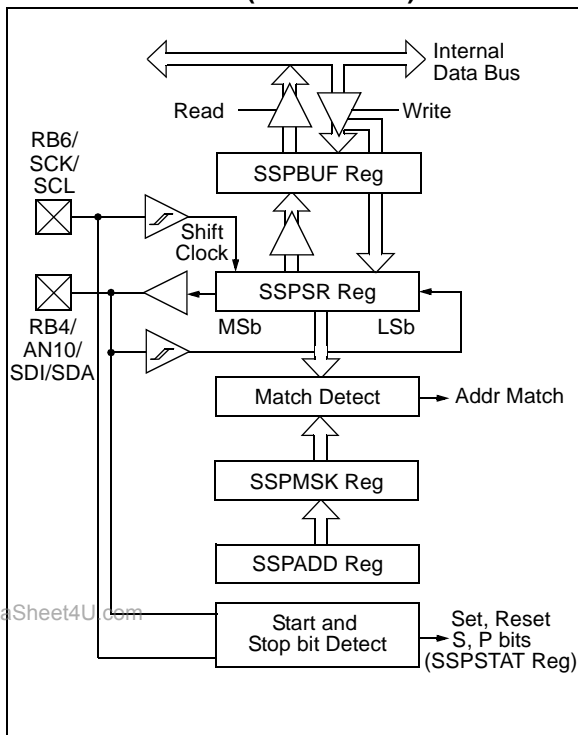 Internal
Data Bus
Read
Write
RB6/
SCK/
SCL
SSPBUF Reg
Shift
Clock
SSPSR Reg
MSb
LSb
RB4/
AN10/
SDI/SDA
Match Detect
Addr Match
SSPMSK Reg
SSPADD Reg
aSheet4U.com
Start and
Stop bit Detect
Set, Reset
S, P bits
(SSPSTAT Reg)